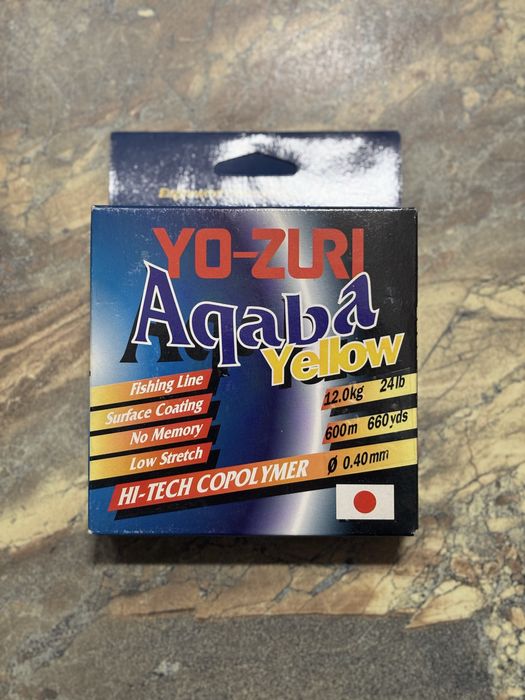 YO-ZURI
Aqaba
Yellow
Fishing Line
Surface Coating
No Memory
Low Stretch
HI-TECH COPOLYMER
12.0kg 24lb
600m 660yds
Ø 0.40mm